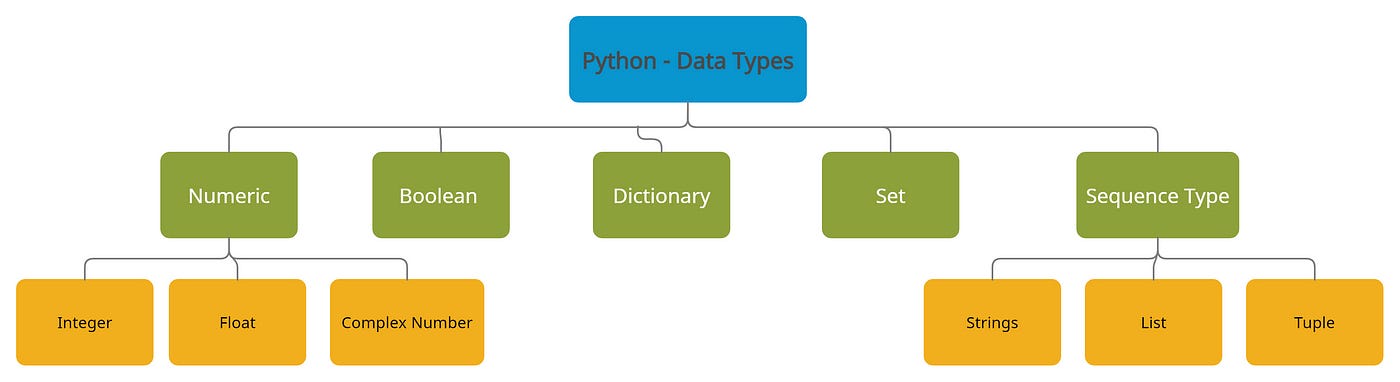 Python - Data Types
Numeric
Boolean
Dictionary
Set
Sequence Type
Integer
Float
Complex Number
Strings
List
Tuple